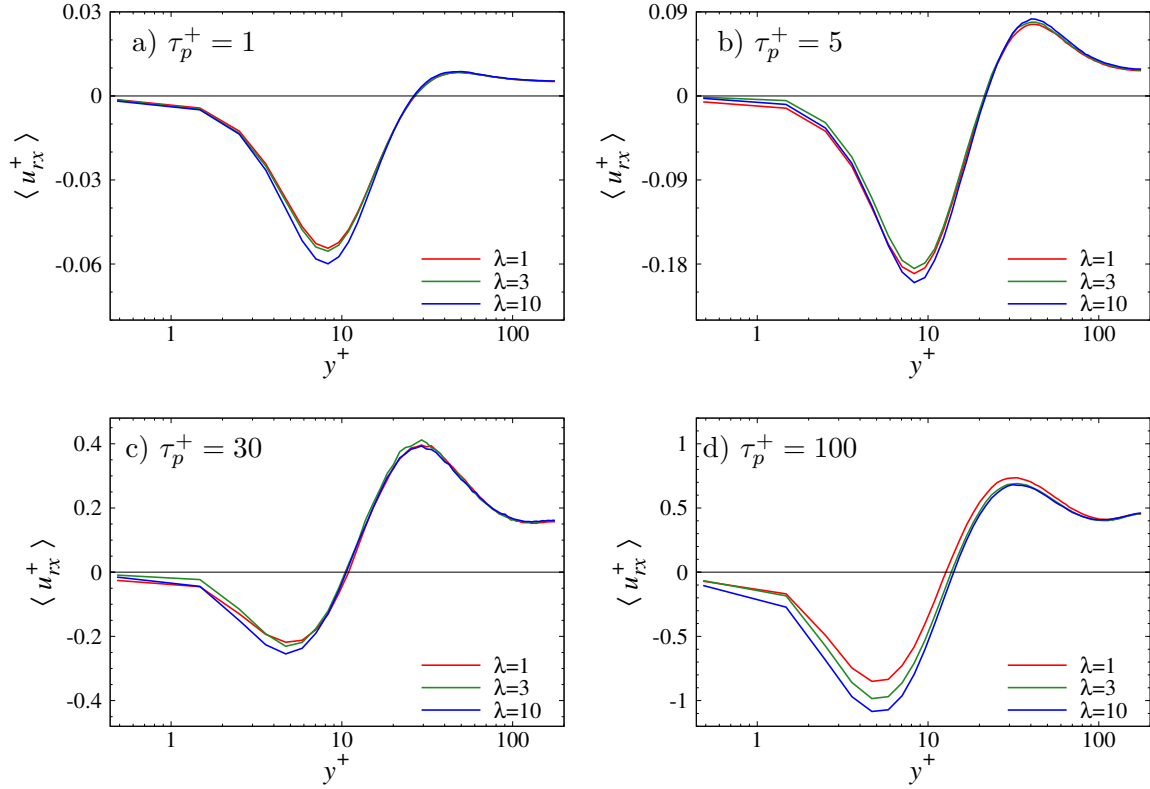 a) τₚ⁺ = 1
0.03
0
-0.03
-0.06
⟨ u⁺ᵣₓ ⟩
λ=1
λ=3
λ=10
1 10 100
y⁺
b) τₚ⁺ = 5
0.09
0
-0.09
-0.18
⟨ u⁺ᵣₓ ⟩
λ=1
λ=3
λ=10
1 10 100
y⁺
c) τₚ⁺ = 30
0.4
0.2
0
-0.2
-0.4
⟨ u⁺ᵣₓ ⟩
λ=1
λ=3
λ=10
1 10 100
y⁺
d) τₚ⁺ = 100
1
0.5
0
-0.5
-1
⟨ u⁺ᵣₓ ⟩
λ=1
λ=3
λ=10
1 10 100
y⁺